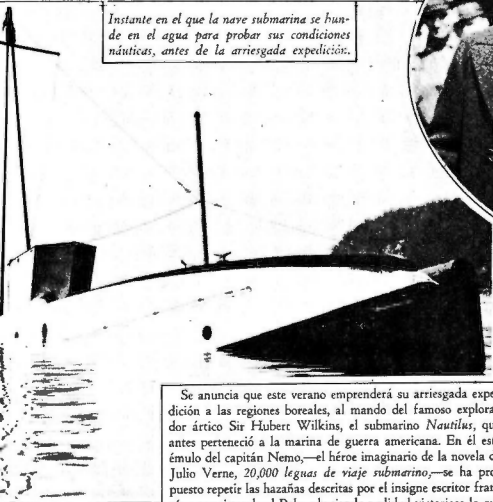 Instante en el que la nave submarina se hun-
de en el agua para probar sus condiciones
náuticas, antes de la arriesgada expedición.
Se anuncia que este verano emprenderá su arriesgada expe-
dición a las regiones boreales, al mando del famoso explora-
dor ártico Sir Hubert Wilkins, el submarino Nautilus, qu
antes perteneció a la marina de guerra americana. En él est
émulo del capitán Nemo,—el héroe imaginario de la novela d
Julio Verne, 20,000 leguas de viaje submarino,—se ha pro
puesto repetir las hazañas descritas por el insigne escritor fran